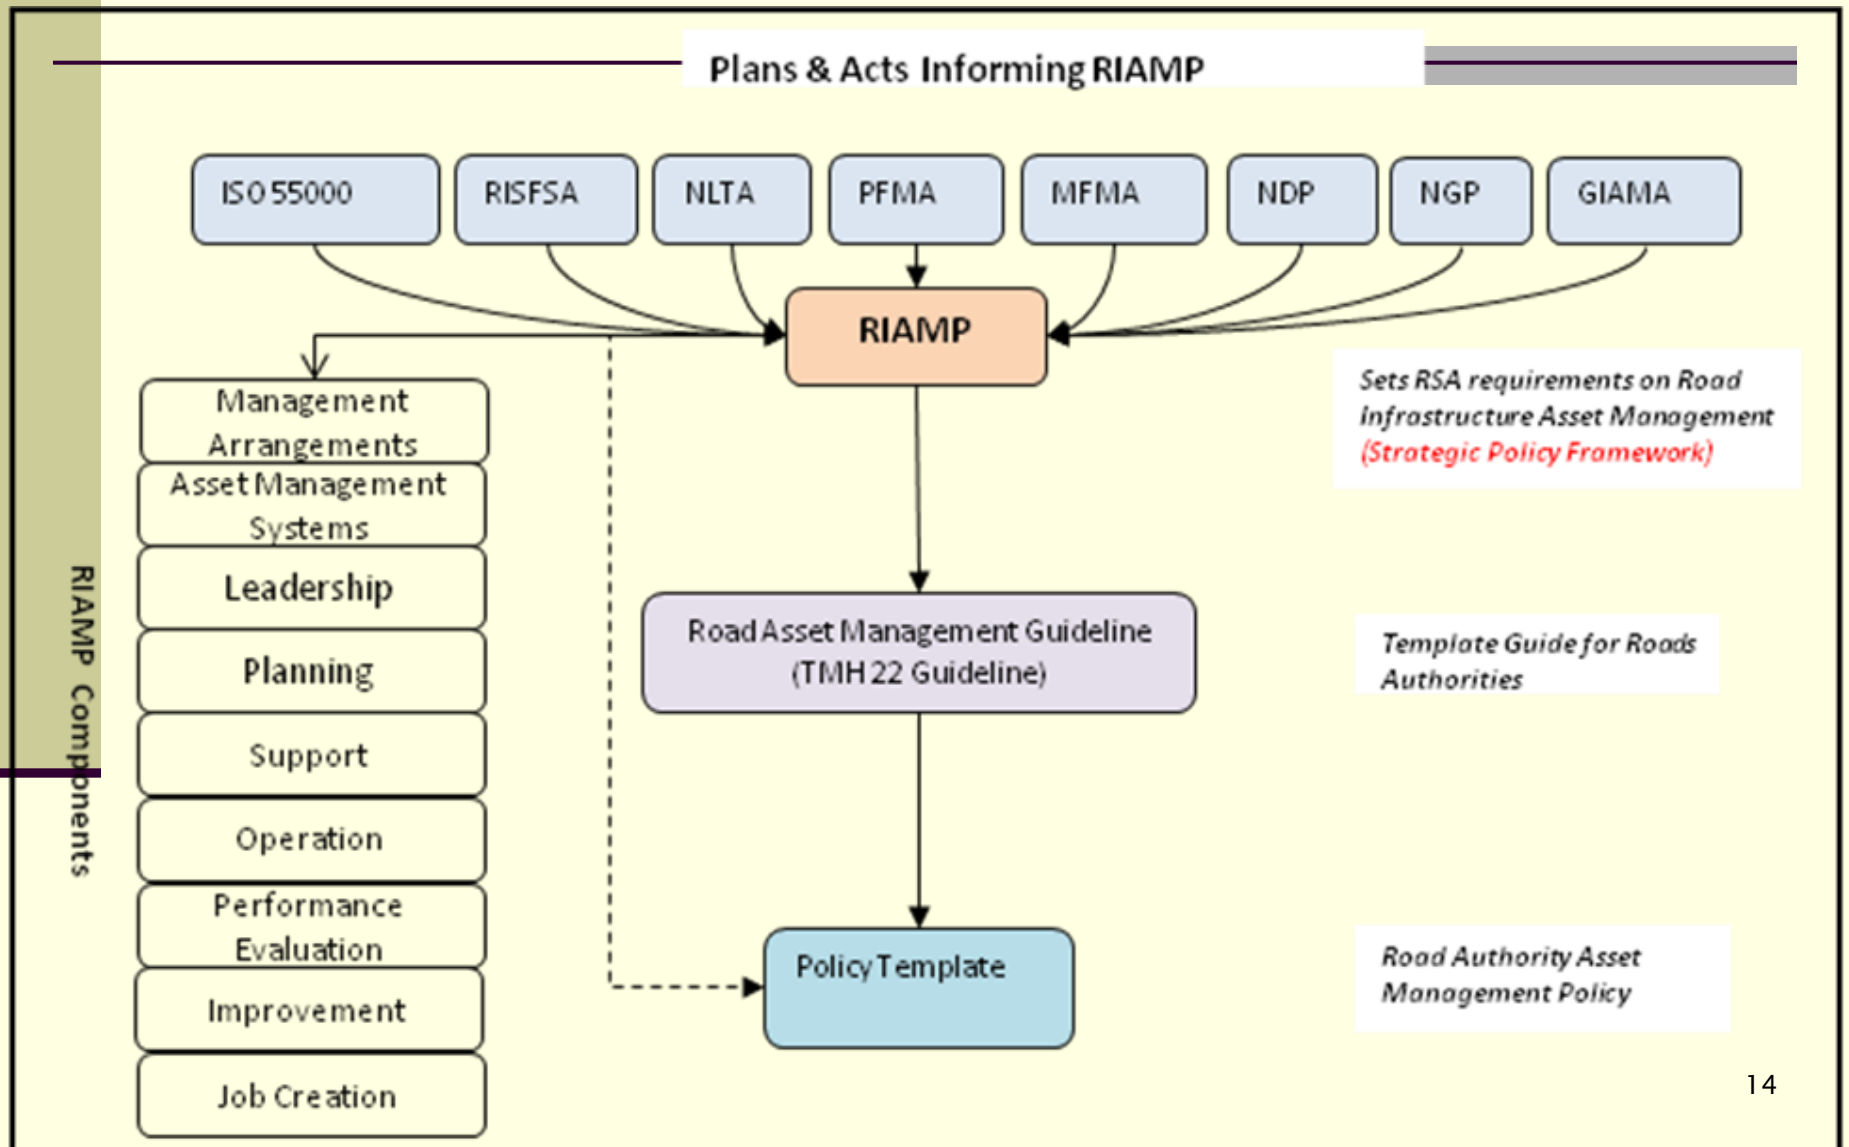 Plans & Acts Informing RIAMP
ISO 55000
RISFSA
NLTA
PFMA
MFMA
NDP
NGP
GIAMA
RIAMP
Sets RSA requirements on Road
Infrastructure Asset Management
(Strategic Policy Framework)
RIAMP Components
Management
Arrangements
Asset Management
Systems
Leadership
Planning
Support
Operation
Performance
Evaluation
Improvement
Job Creation
Road Asset Management Guideline
(TMH 22 Guideline)
Template Guide for Roads
Authorities
Policy Template
Road Authority Asset
Management Policy
14